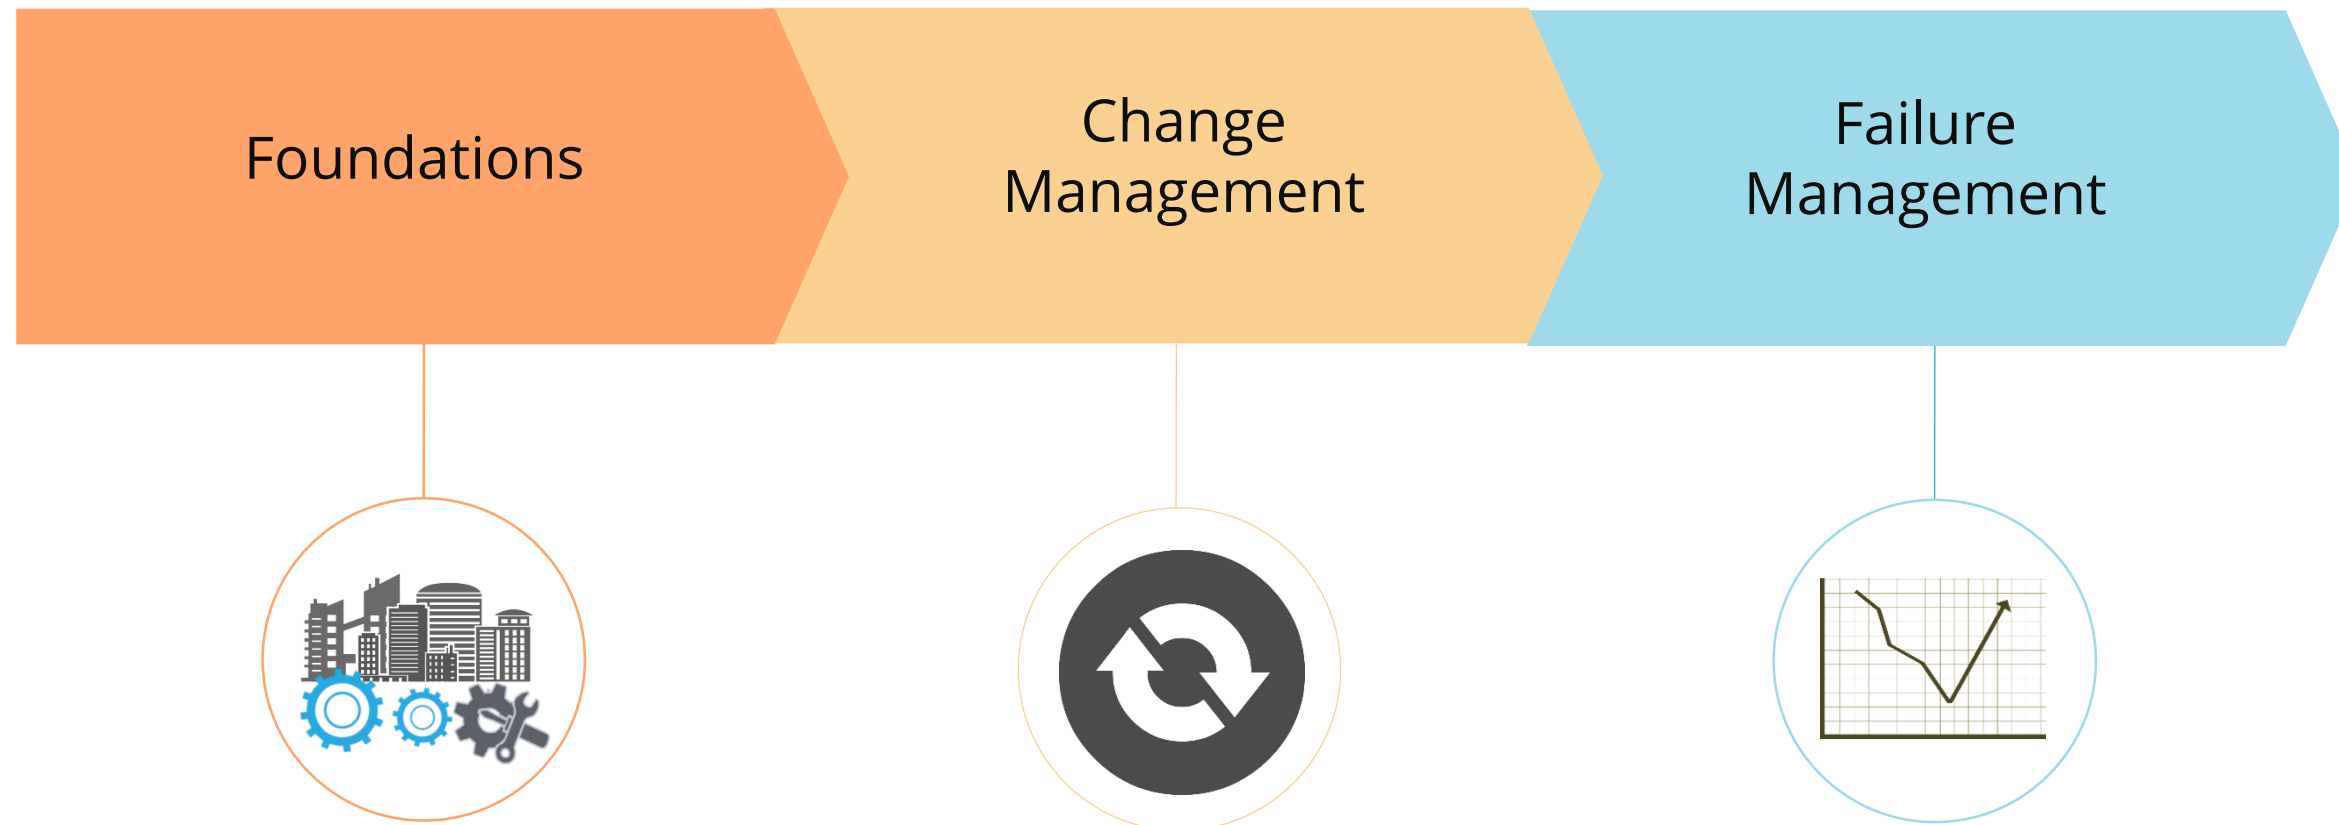 Foundations
Change
Management
Failure
Management